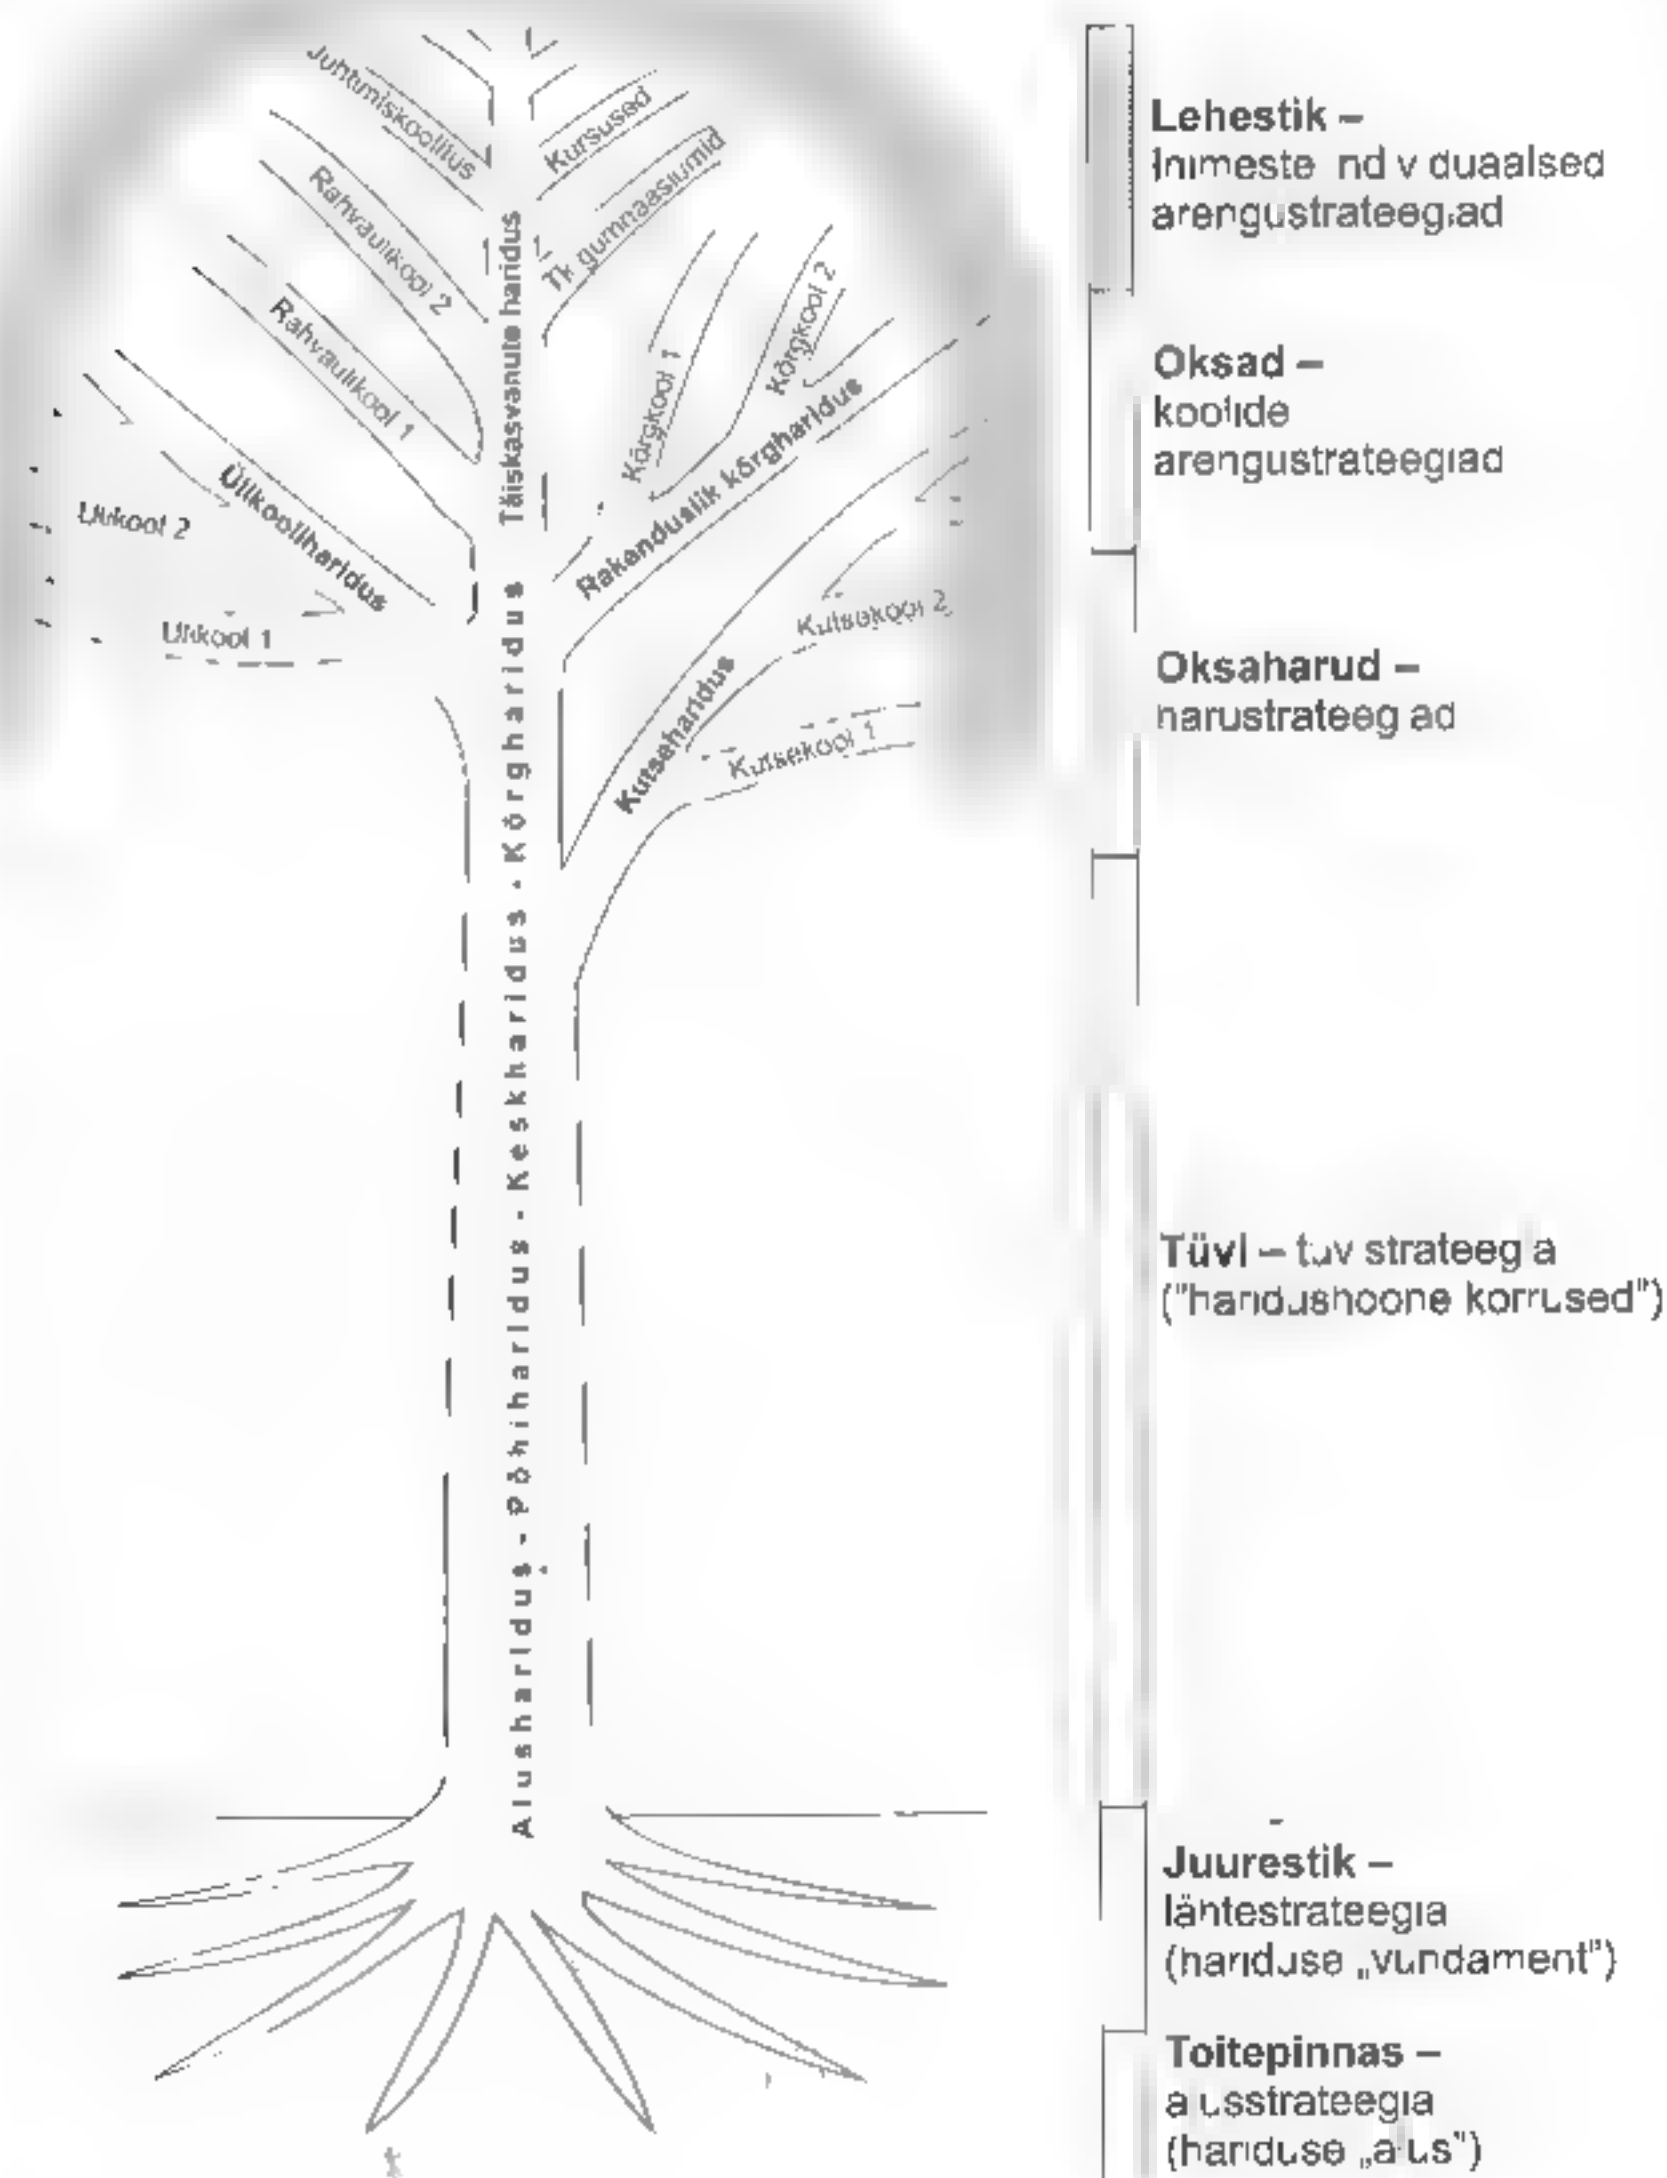 Juhtimiskoolitus
Kursused
Rahvaülikool 2
Tk gümnaasiumid
Rahvaülikool 1
Täiskasvanute haridus
Kõrgkool 1
Kõrgkool 2
Ülikooliharidus
Rakenduslik kõrgharidus
Ülikool 2
Ülikool 1
Kutseharidus
Kutsekool 2
Kutsekool 1
Alusharidus - Põhiharidus - Keskharidus - Kõrgharidus
Lehestik –
Inimeste individuaalsed
arengustrateegiad
Oksad –
koolide
arengustrateegiad
Oksaharud –
harustrateegiad
Tüvi – tüvistrateegia
("haridushoone korrused")
Juurestik –
lähtestrateegia
(hariduse „vundament")
Toitepinnas –
alusstrateegia
(hariduse „alus")